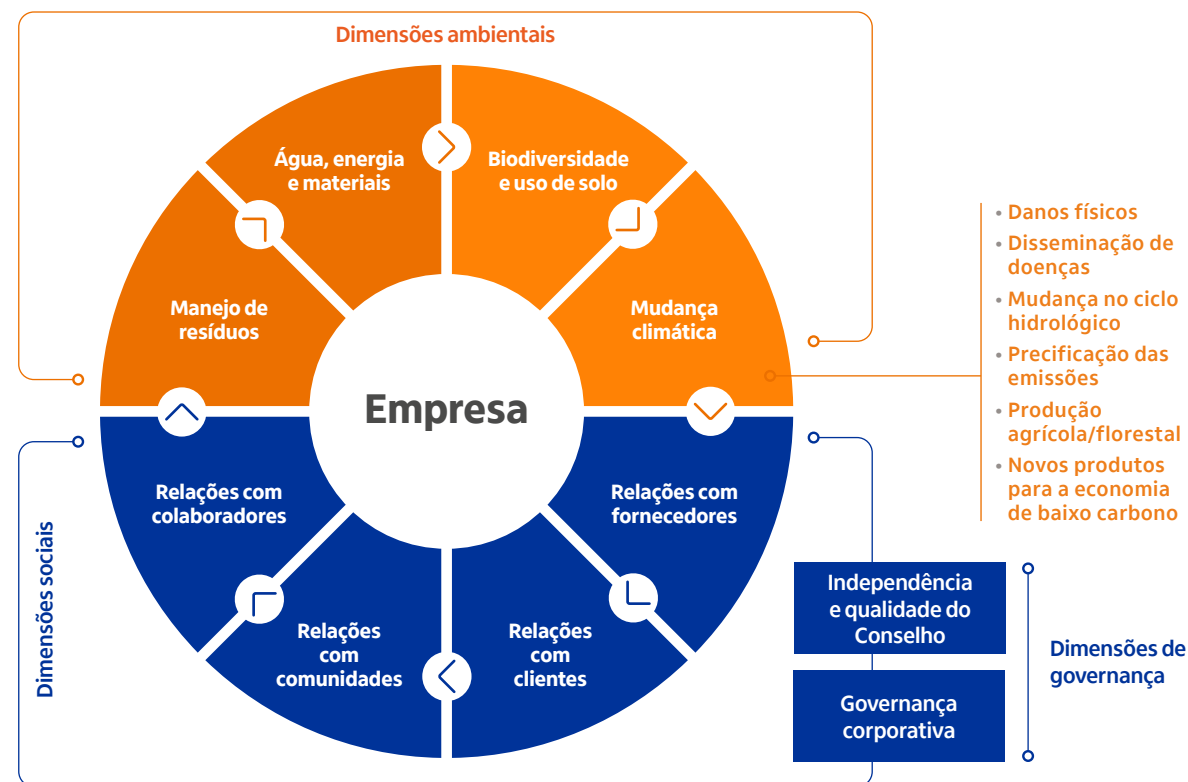 Dimensões ambientais
Água, energia
e materiais
Biodiversidade
e uso de solo
Manejo de
resíduos
Mudança
climática
• Danos físicos
• Disseminação de
doenças
• Mudança no ciclo
hidrológico
• Precificação das
emissões
• Produção
agrícola/florestal
• Novos produtos
para a economia
de baixo carbono
Empresa
Relações com
colaboradores
Relações com
fornecedores
Relações
com
comunidades
Relações
com
clientes
Dimensões sociais
Independência
e qualidade do
Conselho
Governança
corporativa
Dimensões de
governança